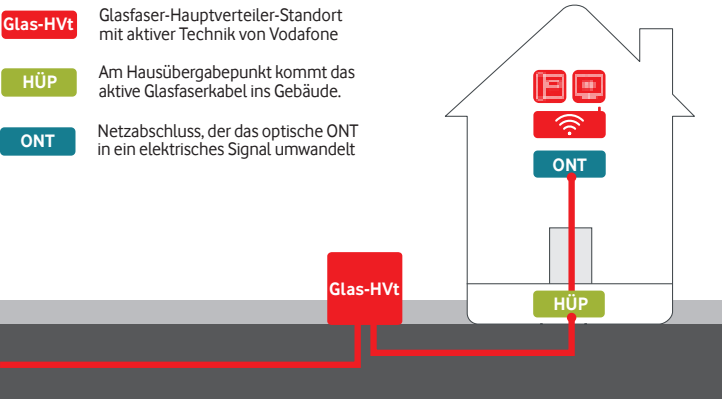 Glas-HVt
Glasfaser-Hauptverteiler-Standort
mit aktiver Technik von Vodafone
HÜP
Am Hausübergabepunkt kommt das
aktive Glasfaserkabel ins Gebäude.
ONT
Netzabschluss, der das optische ONT
in ein elektrisches Signal umwandelt
ONT
Glas-HVt
HÜP